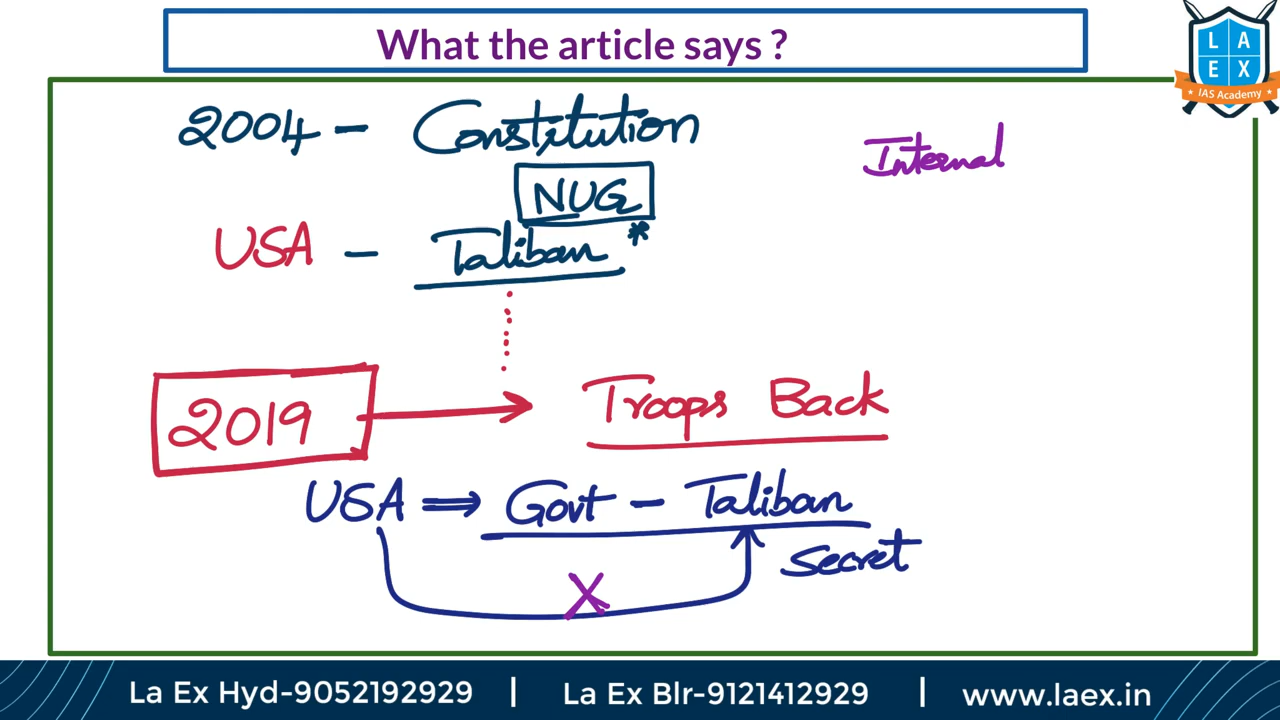 What the article says ?
L A
E X
IAS Academy
2004 - Constitution
Internal
NUG
USA - Taliban *
2019 → Troops Back
USA ⇒ Govt - Taliban
Secret
X
La Ex Hyd-9052192929 | La Ex Blr-9121412929 | www.laex.in